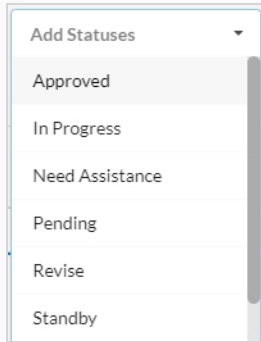 Add Statuses
Approved
In Progress
Need Assistance
Pending
Revise
Standby